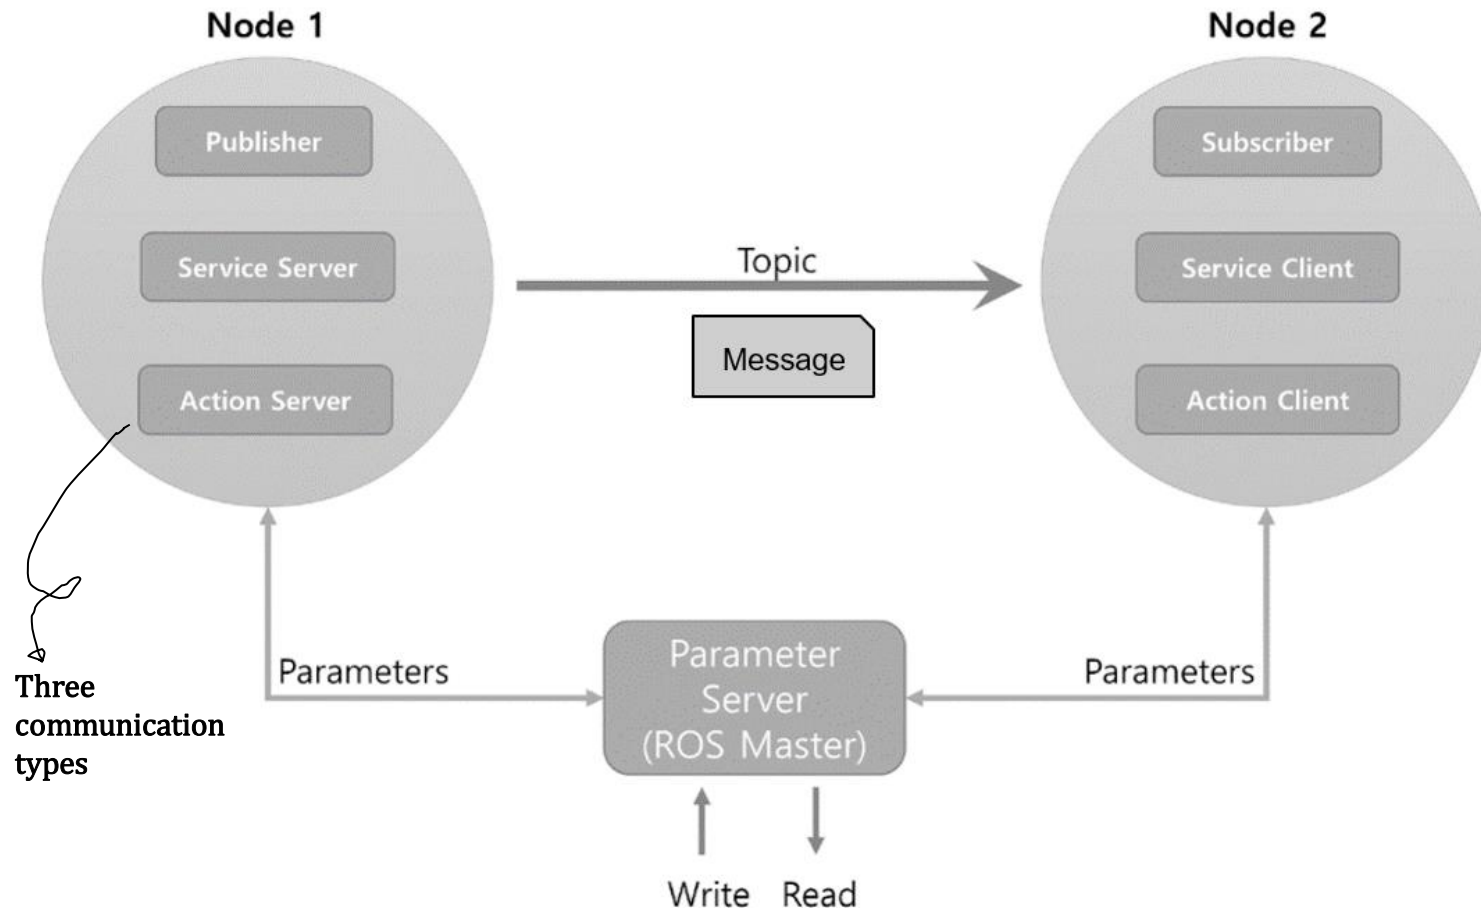 Node 1
Node 2
Publisher
Subscriber
Service Server
Topic
Service Client
Message
Action Server
Action Client
Three
communication
types
Parameters
Parameter
Server
(ROS Master)
Parameters
Write
Read